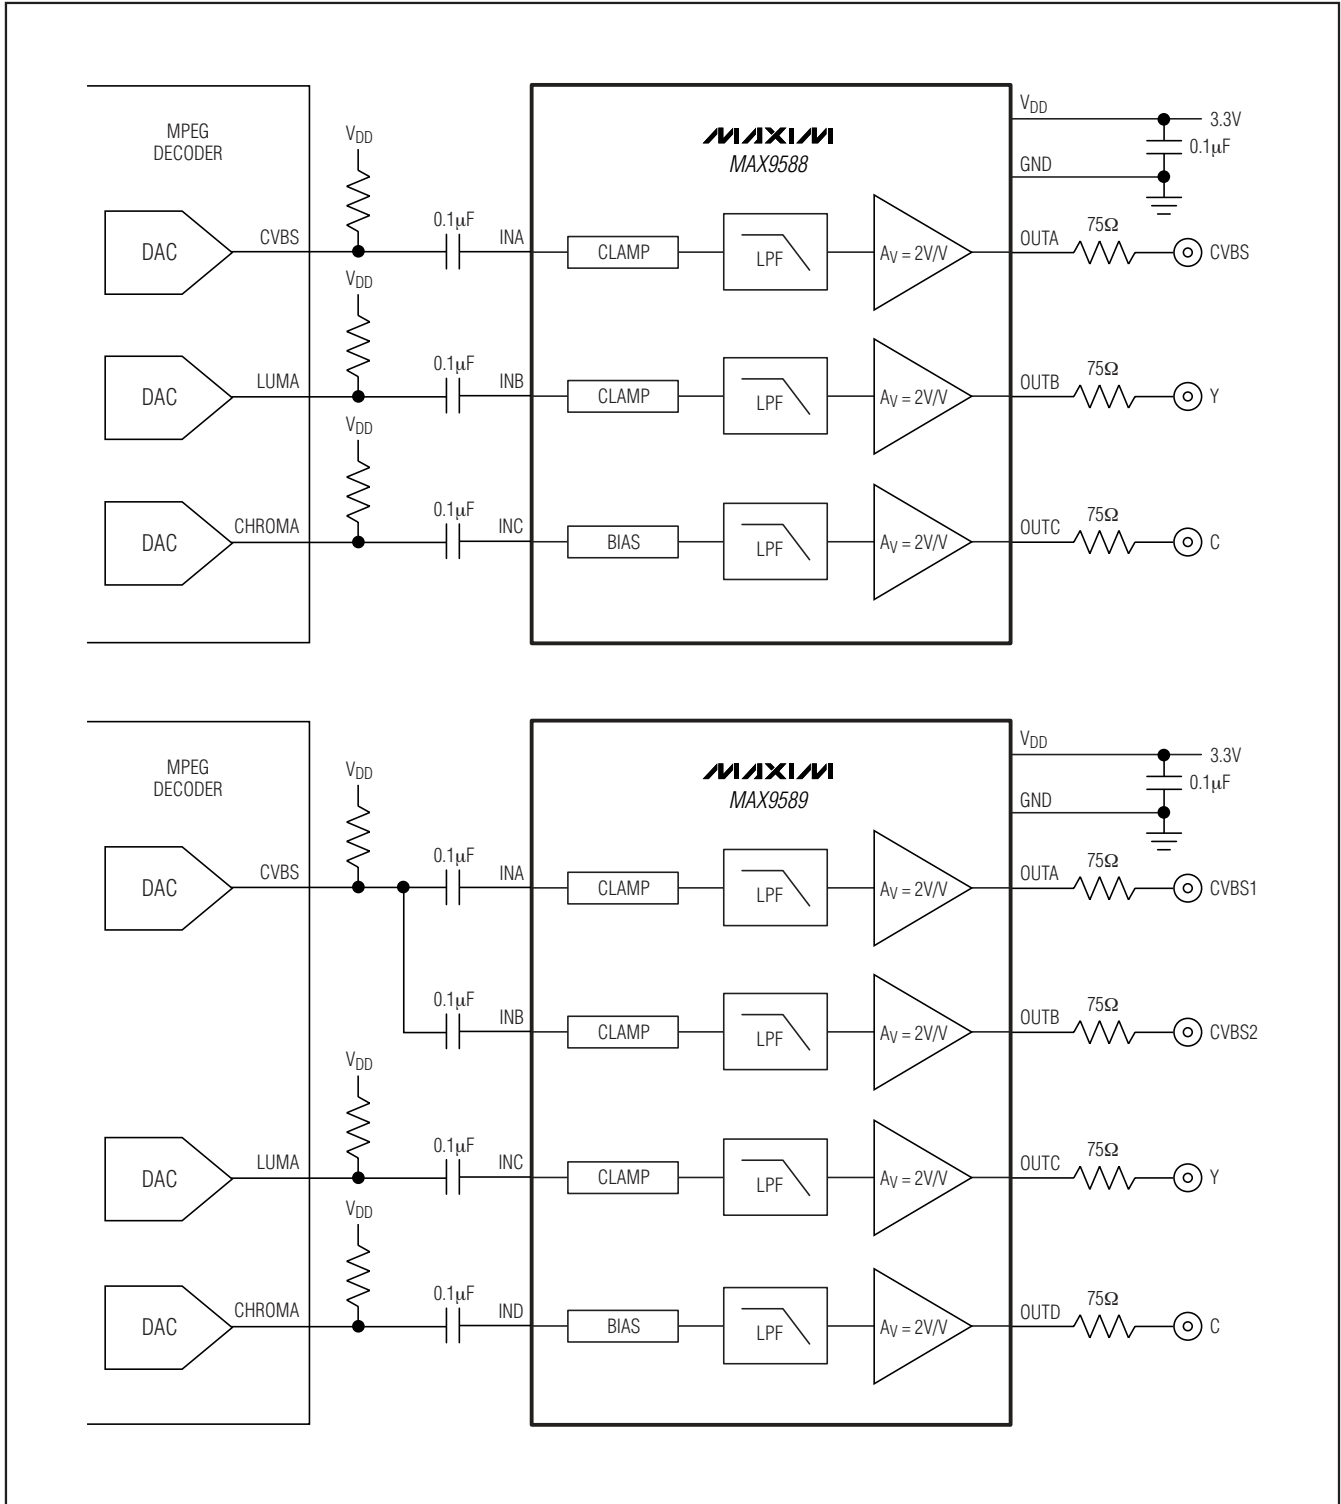 MPEG
DECODER
VDD
MAXIM
MAX9588
VDD
3.3V
0.1µF
GND
DAC
CVBS
0.1µF
INA
CLAMP
LPF
AV = 2V/V
OUTA
75Ω
CVBS
VDD
DAC
LUMA
0.1µF
INB
CLAMP
LPF
AV = 2V/V
OUTB
75Ω
Y
VDD
DAC
CHROMA
0.1µF
INC
BIAS
LPF
AV = 2V/V
OUTC
75Ω
C
MPEG
DECODER
VDD
MAXIM
MAX9589
VDD
3.3V
0.1µF
GND
DAC
CVBS
0.1µF
INA
CLAMP
LPF
AV = 2V/V
OUTA
75Ω
CVBS1
0.1µF
INB
CLAMP
LPF
AV = 2V/V
OUTB
75Ω
CVBS2
VDD
DAC
LUMA
0.1µF
INC
CLAMP
LPF
AV = 2V/V
OUTC
75Ω
Y
VDD
DAC
CHROMA
0.1µF
IND
BIAS
LPF
AV = 2V/V
OUTD
75Ω
C